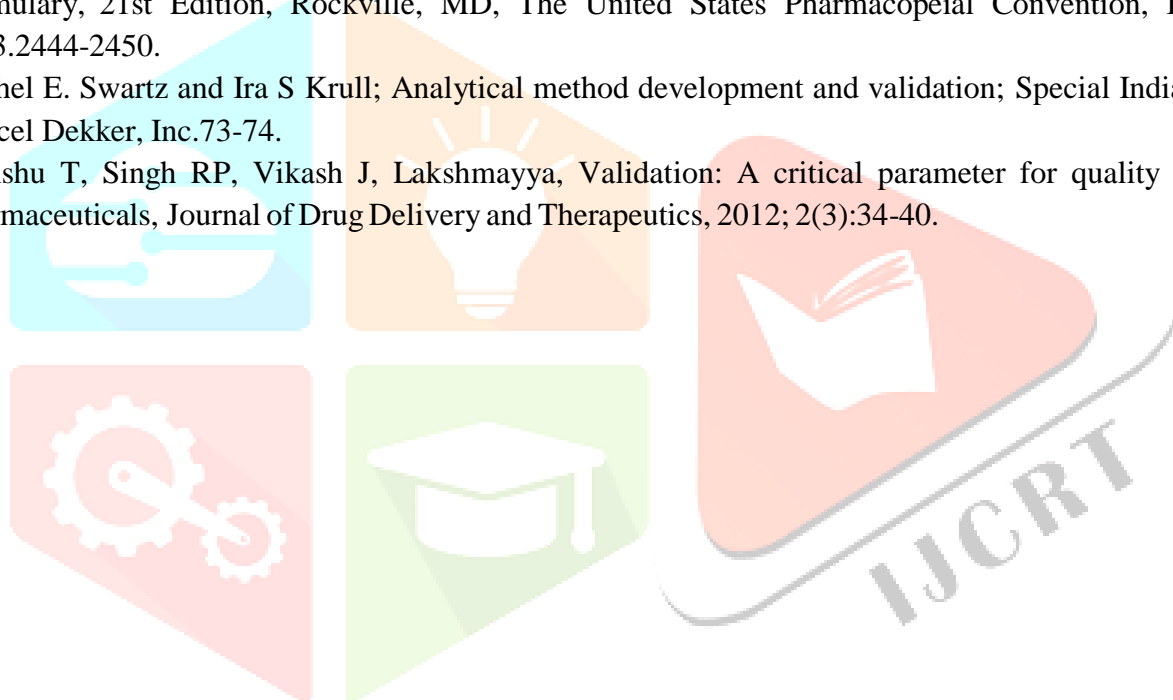 mulary, 21st Edition, Rockville, MD, The United States Pharmacopeial Convention,
3.2444-2450.
hel E. Swartz and Ira S Krull; Analytical method development and validation; Special India
cel Dekker, Inc.73-74.
shu T, Singh RP, Vikash J, Lakshmayya, Validation: A critical parameter for quality
maceuticals, Journal of Drug Delivery and Therapeutics, 2012; 2(3):34-40.
IJCRT